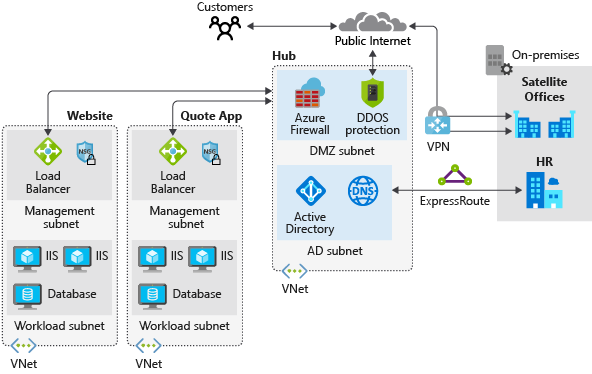 Customers
Public Internet
On-premises
Satellite
Offices
HR
VPN
ExpressRoute
Hub
Azure
Firewall
DDOS
protection
DMZ subnet
DNS
Active
Directory
AD subnet
VNet
Website
NSG
Load
Balancer
Management
subnet
IIS
IIS
Database
Workload subnet
VNet
Quote App
NSG
Load
Balancer
Management
subnet
IIS
IIS
Database
Workload subnet
VNet